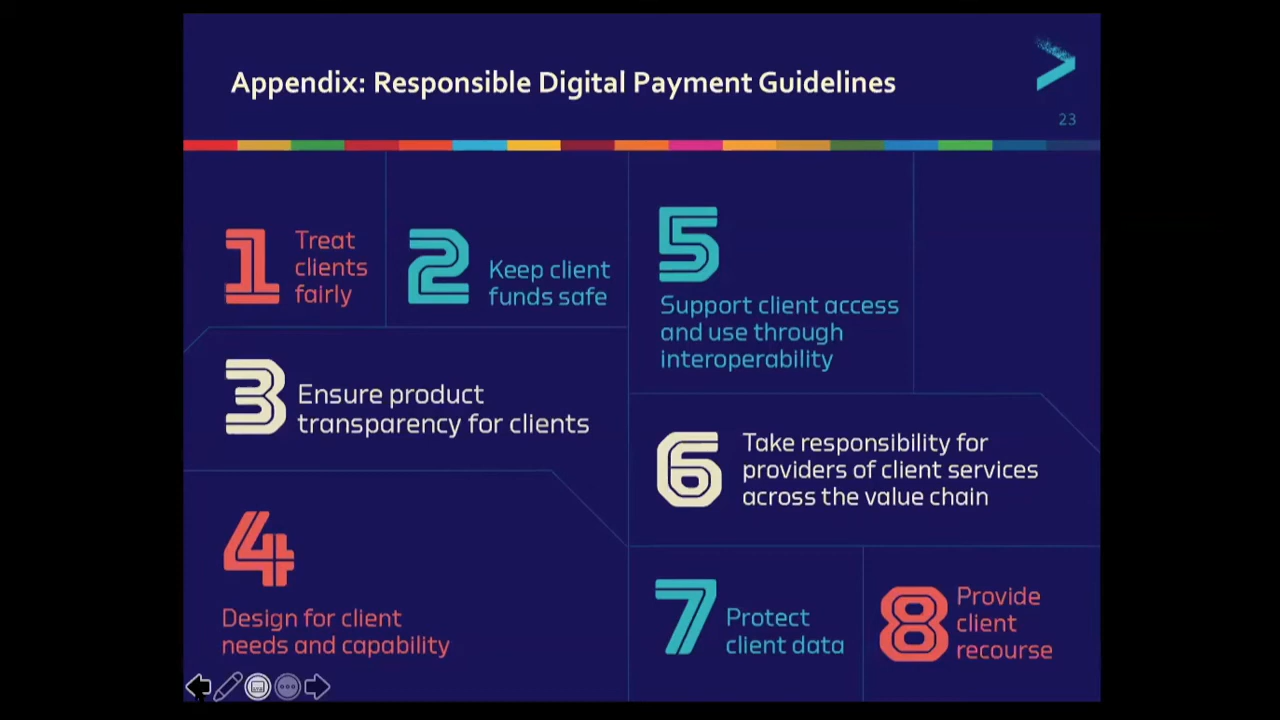 Appendix: Responsible Digital Payment Guidelines
23
1
Treat
clients
fairly
2
Keep client
funds safe
3
Ensure product
transparency for clients
4
Design for client
needs and capability
5
Support client access
and use through
interoperability
6
Take responsibility for
providers of client services
across the value chain
7
Protect
client data
8
Provide
client
recourse